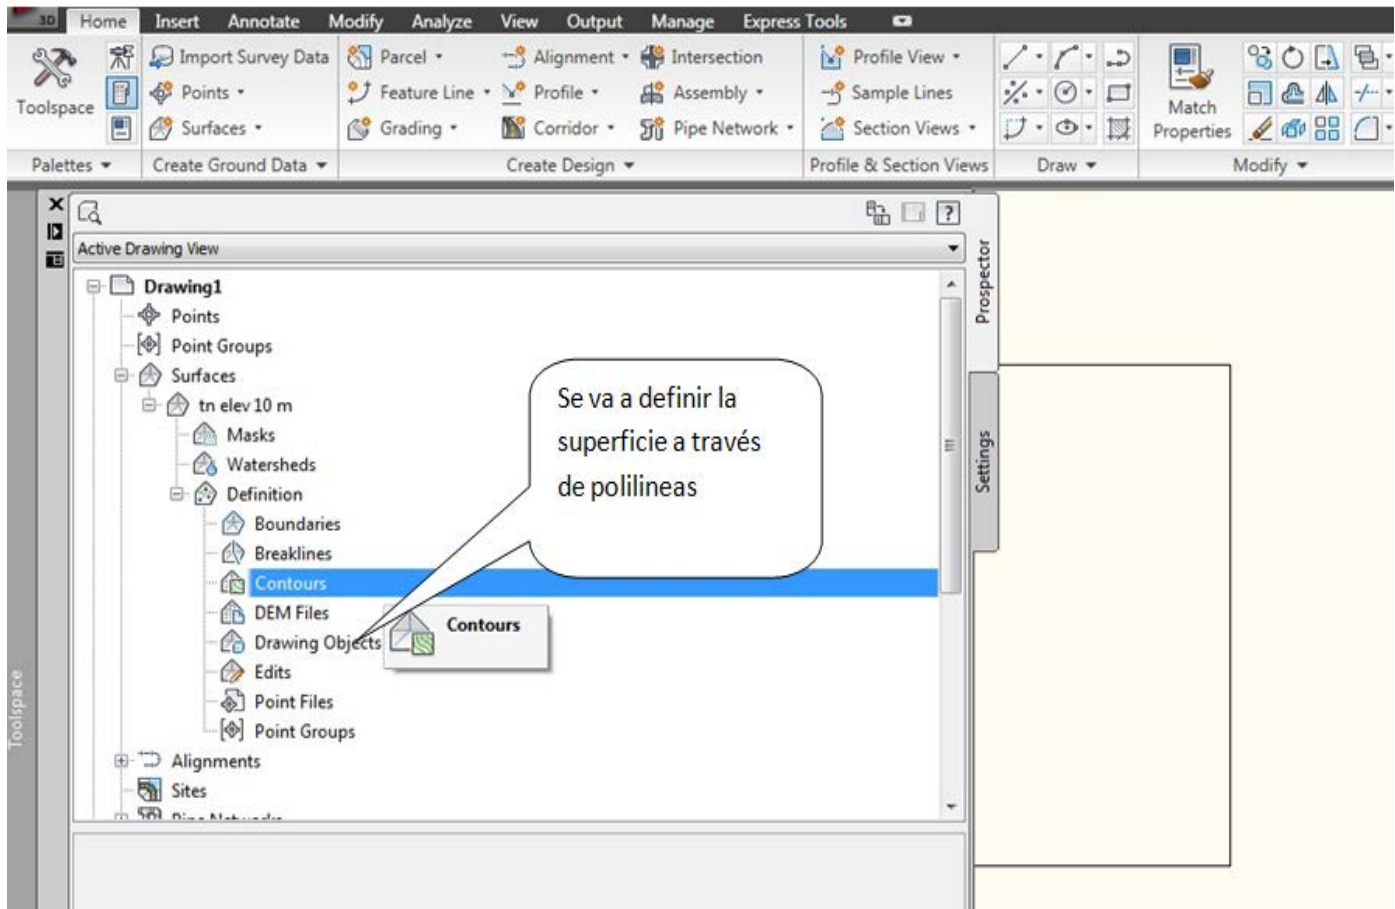 3D Home Insert Annotate Modify Analyze View Output Manage Express Tools
Import Survey Data Parcel Alignment Intersection Profile View
Toolspace Points Feature Line Profile Assembly Sample Lines Match Properties
Surfaces Grading Corridor Pipe Network Section Views
Palettes Create Ground Data Create Design Profile & Section Views Draw Modify
Active Drawing View
Drawing1
Points
Point Groups
Surfaces
tn elev 10 m
Masks
Watersheds
Definition
Boundaries
Breaklines
Contours
DEM Files
Drawing Objects
Edits
Point Files
Point Groups
Alignments
Sites
Pipe Networks
Se va a definir la
superficie a través
de polilineas
Contours
Prospector
Settings
Toolspace